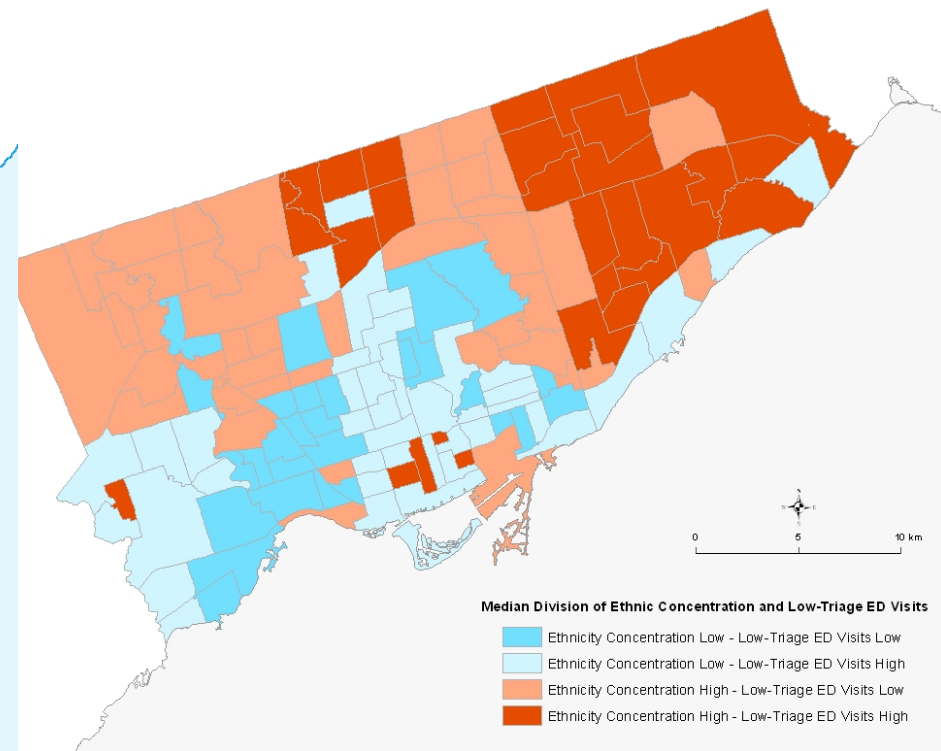 W E
S
0 5 10 km
Median Division of Ethnic Concentration and Low-Triage ED Visits
Ethnicity Concentration Low - Low-Triage ED Visits Low
Ethnicity Concentration Low - Low-Triage ED Visits High
Ethnicity Concentration High - Low-Triage ED Visits Low
Ethnicity Concentration High - Low-Triage ED Visits High